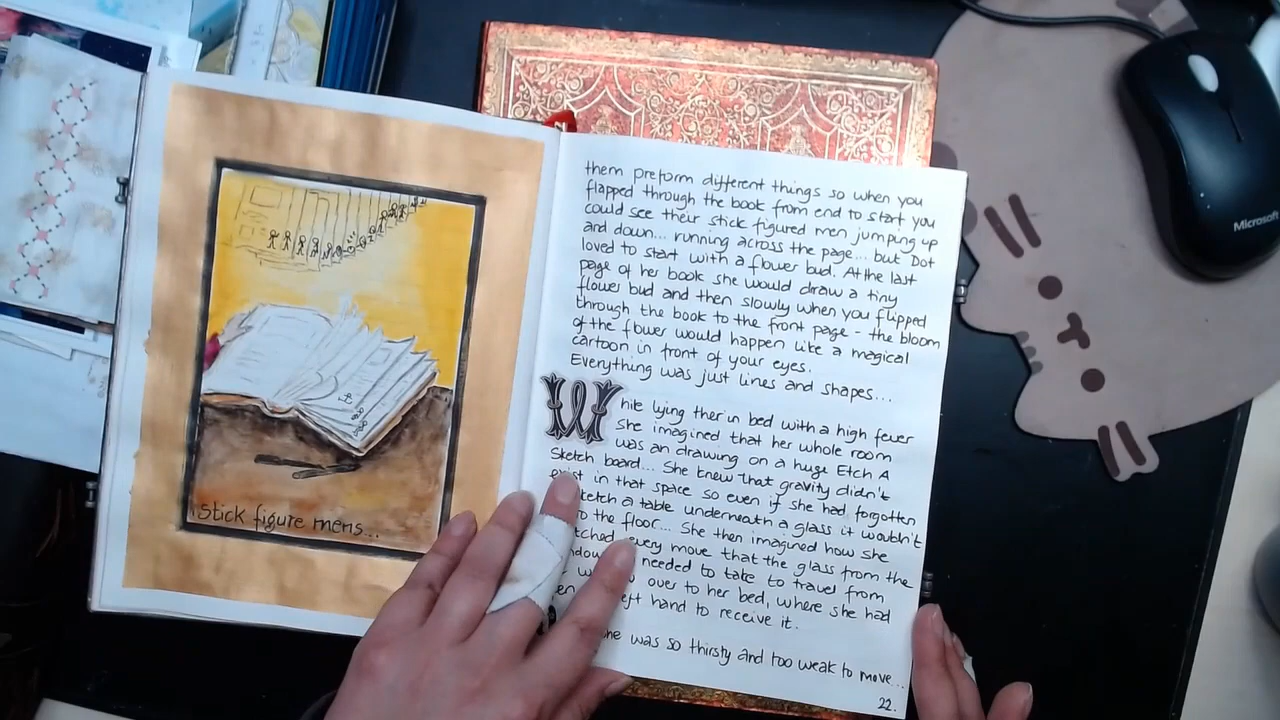 Stick figure mens...
them preform different things so when you
flapped through the book from end to start you
could see their stick figured men jumping up
and down... running across the page... but Dot
loved to start with a flower bud. At the last
page of her book she would draw a tiny
flower bud and then slowly when you flipped
through the book to the front page - the bloom
of the flower would happen like a magical
cartoon in front of your eyes.
Everything was just lines and shapes...
While lying ther in bed with a high fever
she imagined that her whole room
was an drawing on a huge Etch A
Sketch board... She knew that gravity didn't
exist in that space so even if she had forgotten
sketch a table underneath a glass it wouldn't
to the floor... She then imagined how she
every move that the glass from the
needed to take to travel from
over to her bed, where she had
hand to receive it.
was so thirsty and too weak to move...
22.
Microsoft